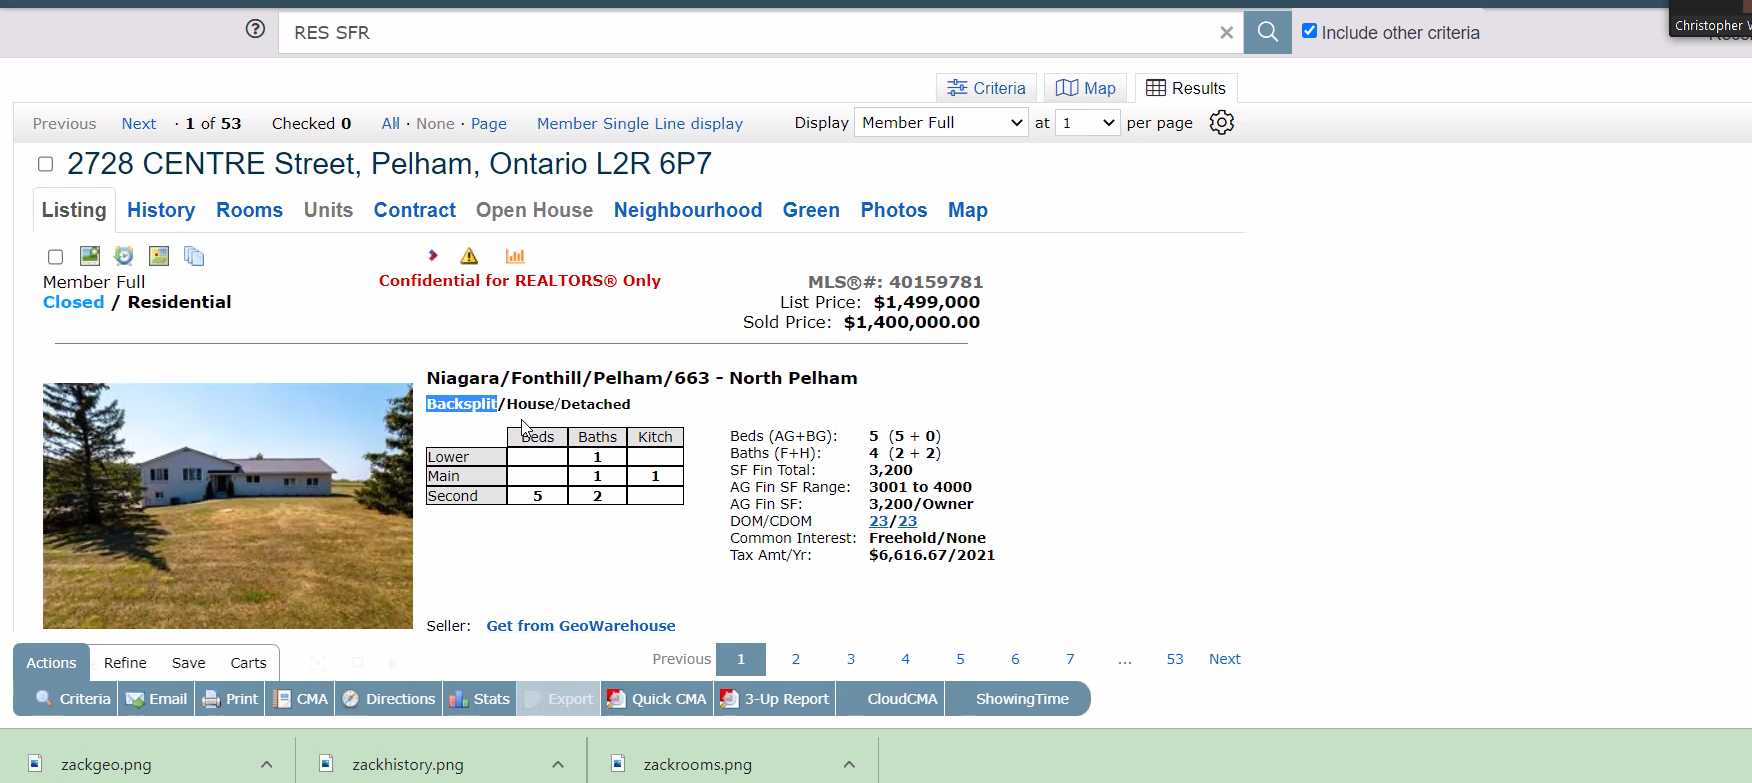 RES SFR
Include other criteria
Christopher
Criteria
Map
Results
Previous Next · 1 of 53 Checked 0 All · None · Page Member Single Line display Display Member Full at 1 per page
2728 CENTRE Street, Pelham, Ontario L2R 6P7
Listing History Rooms Units Contract Open House Neighbourhood Green Photos Map
Member Full
Confidential for REALTORS® Only
MLS®#: 40159781
Closed / Residential
List Price: $1,499,000
Sold Price: $1,400,000.00
Niagara/Fonthill/Pelham/663 - North Pelham
Backsplit/House/Detached
Beds Baths Kitch
Lower 1
Main 1 1
Second 5 2
Beds (AG+BG): 5 (5 + 0)
Baths (F+H): 4 (2 + 2)
SF Fin Total: 3,200
AG Fin SF Range: 3001 to 4000
AG Fin SF: 3,200/Owner
DOM/CDOM 23/23
Common Interest: Freehold/None
Tax Amt/Yr: $6,616.67/2021
Seller: Get from GeoWarehouse
Actions Refine Save Carts
Previous 1 2 3 4 5 6 7 ... 53 Next
Criteria Email Print CMA Directions Stats Export Quick CMA 3-Up Report CloudCMA ShowingTime
zackgeo.png
zackhistory.png
zackrooms.png